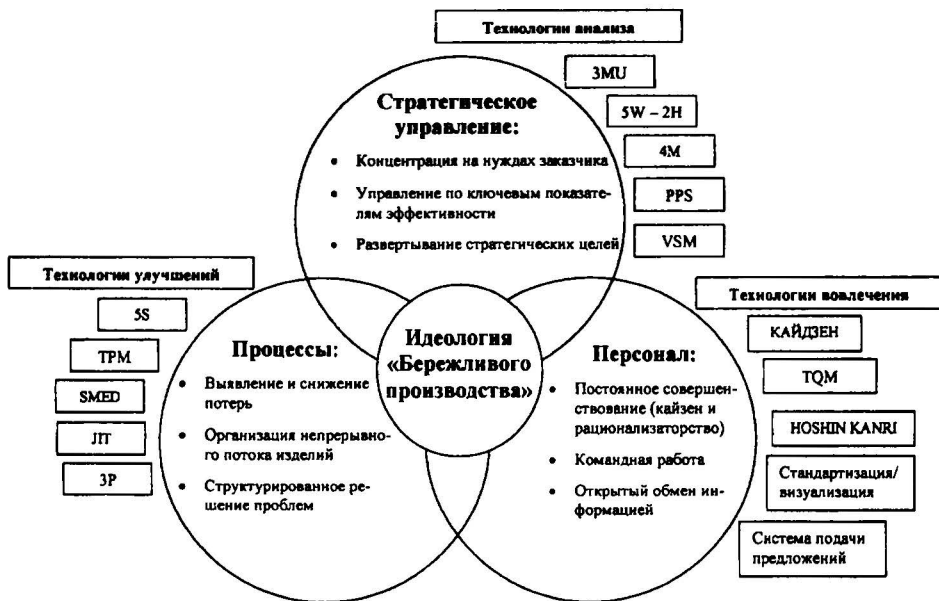 Технологии анализа
3MU
5W – 2H
4M
PPS
VSM
Стратегическое
управление:
• Концентрация на нуждах заказчика
• Управление по ключевым показате-
лям эффективности
• Развертывание стратегических целей
Технологии улучшений
5S
TPM
SMED
JIT
3P
Процессы:
• Выявление и снижение
потерь
• Организация непрерывно-
го потока изделий
• Структурированное ре-
шение проблем
Идеология
«Бережливого
производства»
Технологии вовлечения
КАЙДЗЕН
TQM
HOSHIN KANRI
Стандартизация/
визуализация
Система подачи
предложений
Персонал:
• Постоянное совершен-
ствование (кайзен и
рационализаторство)
• Командная работа
• Открытый обмен ин-
формацией